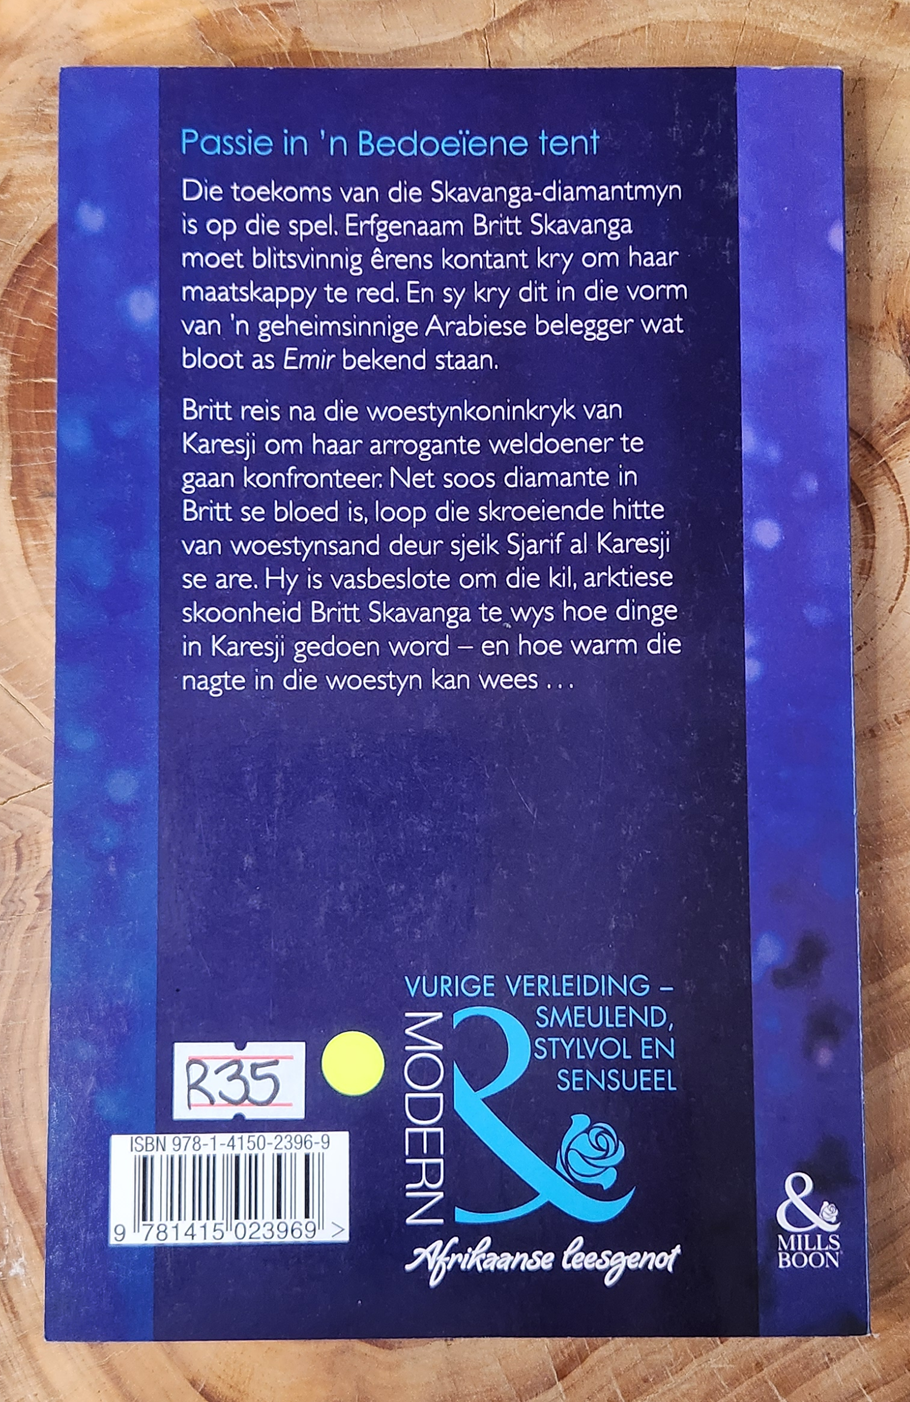 Passie in 'n Bedoeïene tent
Die toekoms van die Skavanga-diamantmyn
is op die spel. Erfgenaam Britt Skavanga
moet blitsvinnig êrens kontant kry om haar
maatskappy te red. En sy kry dit in die vorm
van 'n geheimsinnige Arabiese belegger wat
bloot as Emir bekend staan.
Britt reis na die woestynkoninkryk van
Karesji om haar arrogante weldoener te
gaan konfronteer. Net soos diamante in
Britt se bloed is, loop die skroeiende hitte
van woestynsand deur sjeik Sjarif al Karesji
se are. Hy is vasbeslote om die kil, arktiese
skoonheid Britt Skavanga te wys hoe dinge
in Karesji gedoen word – en hoe warm die
nagte in die woestyn kan wees ...
VURIGE VERLEIDING –
SMEULEND,
STYLVOL EN
SENSUEEL
MODERN
Afrikaanse leesgenot
R35
ISBN 978-1-4150-2396-9
9 781415 023969 >
&
MILLS
BOON